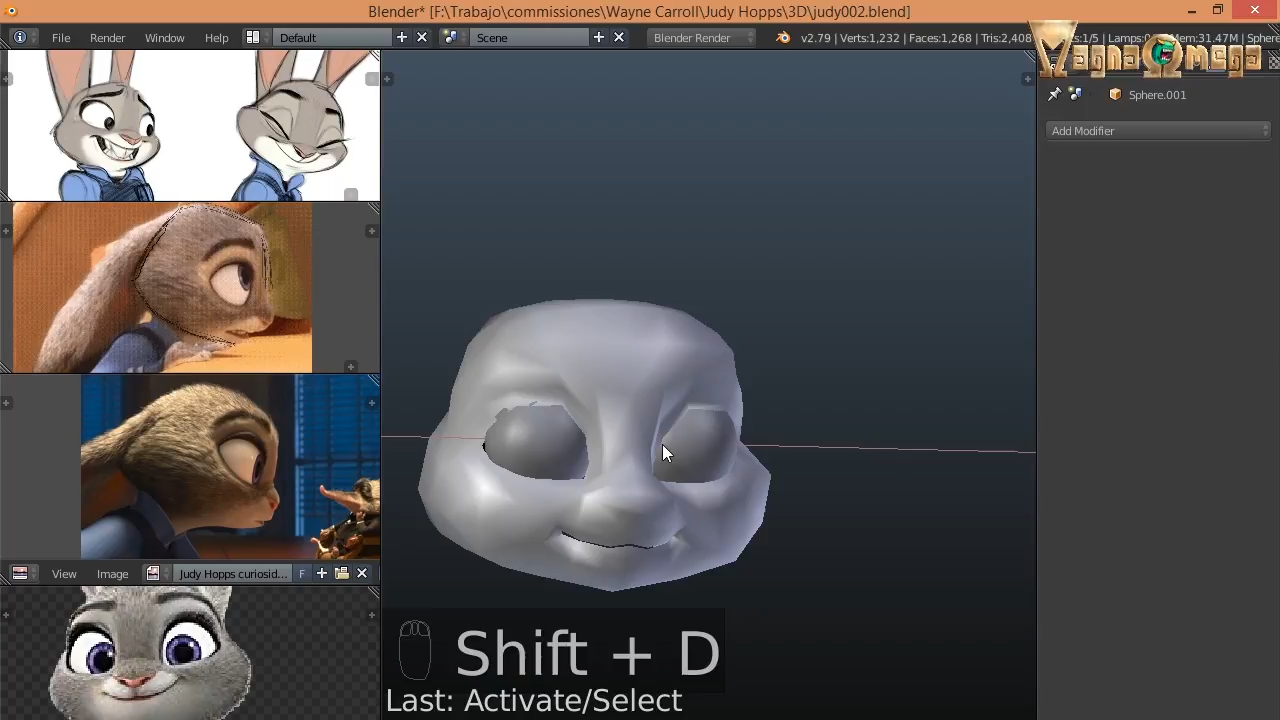 Blender* [F:\Trabajo\commissiones\Wayne Carroll\Judy Hopps\3D\judy002.blend]
File Render Window Help Default Scene Blender Render v2.79 | Verts:1,232 | Faces:1,268 | Tris:2,408
Magna Omega
Sphere.001
Add Modifier
View Image Judy Hopps curiosid... F
Shift + D
Last: Activate/Select